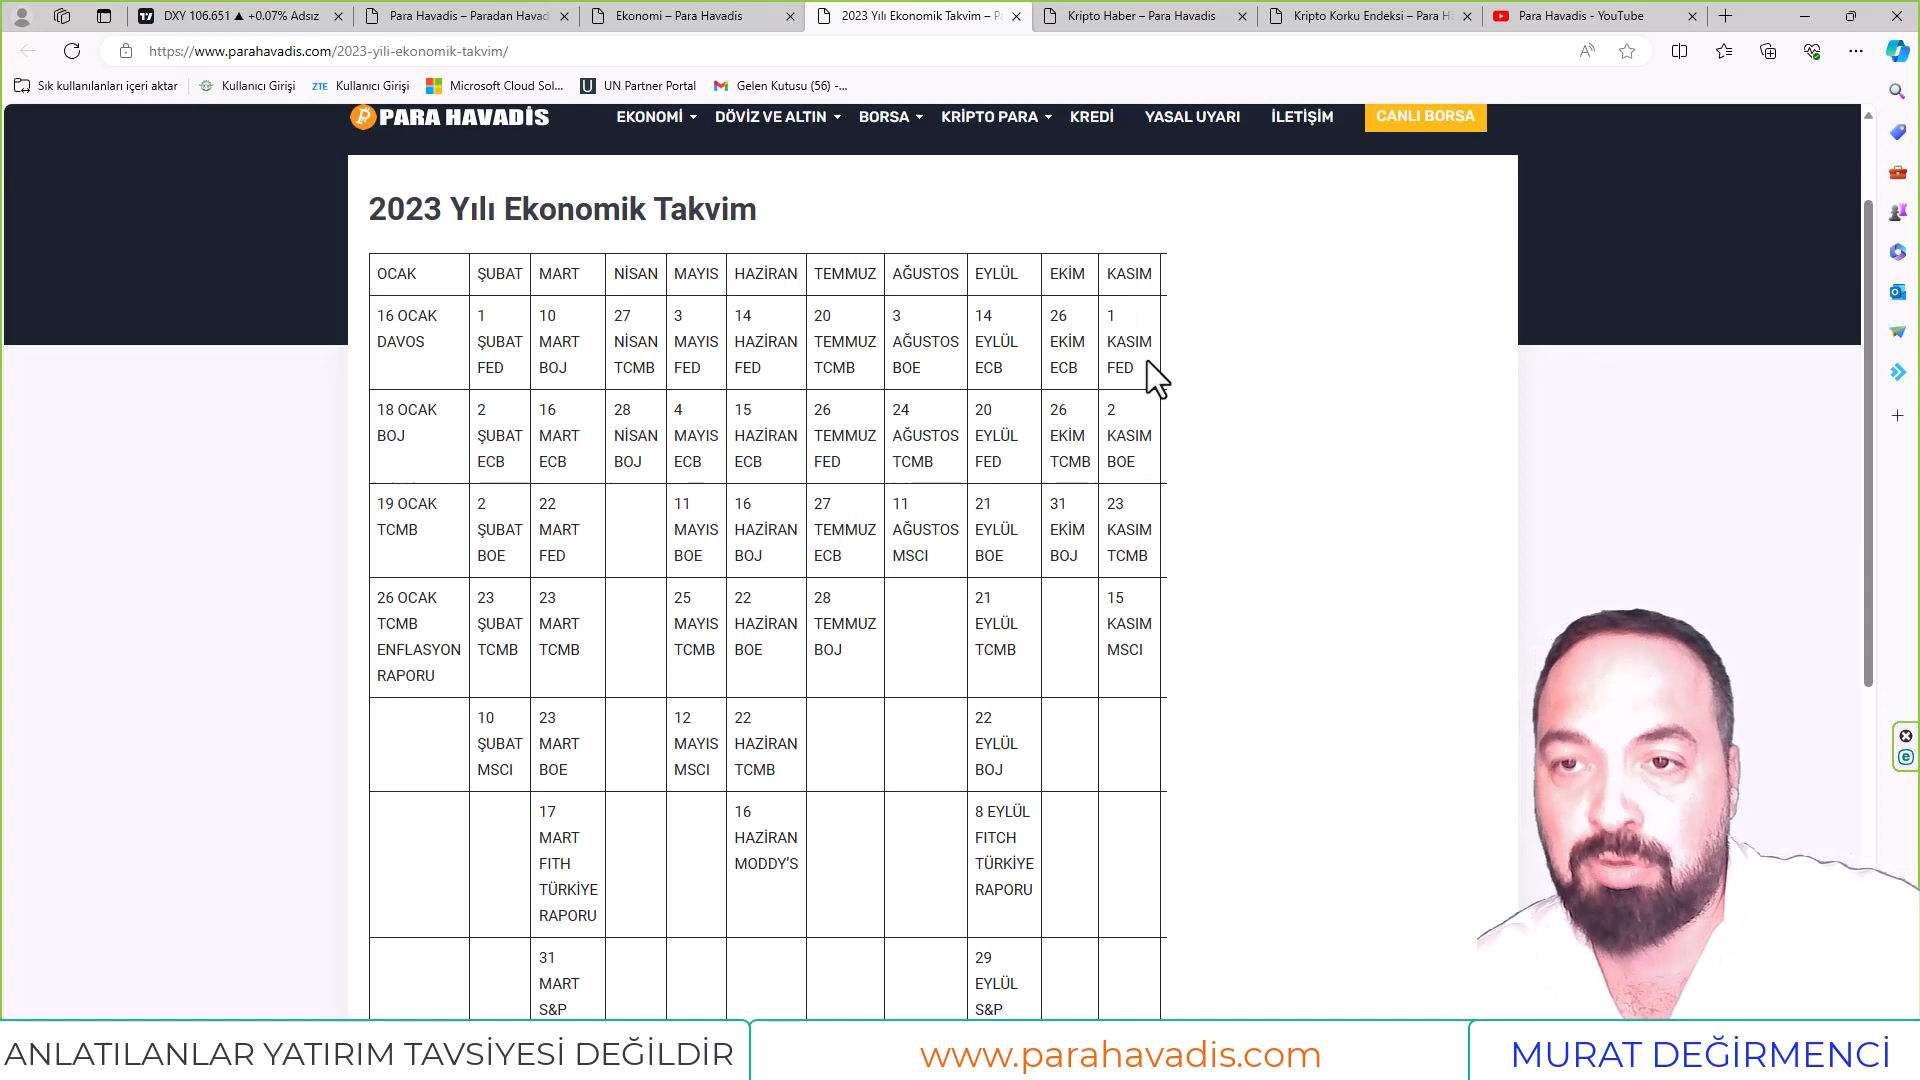 DXY 106.651 ▲ +0.07% Adsız
Para Havadis – Paradan Havad
Ekonomi – Para Havadis
2023 Yılı Ekonomik Takvim – P
Kripto Haber – Para Havadis
Kripto Korku Endeksi – Para H
Para Havadis - YouTube
https://www.parahavadis.com/2023-yili-ekonomik-takvim/
Sık kullanılanları içeri aktar
Kullanıcı Girişi
ZTE Kullanıcı Girişi
Microsoft Cloud Sol...
UN Partner Portal
Gelen Kutusu (56) -...
PARA HAVADİS
EKONOMİ
DÖVİZ VE ALTIN
BORSA
KRİPTO PARA
KREDİ
YASAL UYARI
İLETİŞİM
CANLI BORSA
2023 Yılı Ekonomik Takvim
OCAK ŞUBAT MART NİSAN MAYIS HAZİRAN TEMMUZ AĞUSTOS EYLÜL EKİM KASIM
16 OCAK 1 10 27 3 14 20 3 14 26 1
DAVOS ŞUBAT MART NİSAN MAYIS HAZİRAN TEMMUZ AĞUSTOS EYLÜL EKİM KASIM
FED BOJ TCMB FED FED TCMB BOE ECB ECB FED
18 OCAK 2 16 28 4 15 26 24 20 26 2
BOJ ŞUBAT MART NİSAN MAYIS HAZİRAN TEMMUZ AĞUSTOS EYLÜL EKİM KASIM
ECB ECB BOJ ECB ECB FED TCMB FED TCMB BOE
19 OCAK 2 22 11 16 27 11 21 31 23
TCMB ŞUBAT MART MAYIS HAZİRAN TEMMUZ AĞUSTOS EYLÜL EKİM KASIM
BOE FED BOE BOJ ECB MSCI BOE BOJ TCMB
26 OCAK 23 23 25 22 28 21 15
TCMB ŞUBAT MART MAYIS HAZİRAN TEMMUZ EYLÜL KASIM
ENFLASYON TCMB TCMB TCMB BOE BOJ TCMB MSCI
RAPORU
10 23 12 22 22
ŞUBAT MART MAYIS HAZİRAN EYLÜL
MSCI BOE MSCI TCMB BOJ
17 16 8 EYLÜL
MART HAZİRAN FITCH
FITH MODDY'S TÜRKİYE
TÜRKİYE RAPORU
RAPORU
31 29
MART EYLÜL
S&P S&P
ANLATILANLAR YATIRIM TAVSİYESİ DEĞİLDİR
www.parahavadis.com
MURAT DEĞİRMENCİ